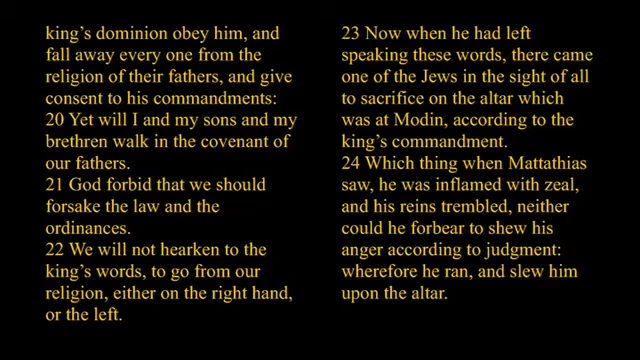 king's dominion obey him, and
fall away every one from the
religion of their fathers, and give
consent to his commandments:
20 Yet will I and my sons and my
brethren walk in the covenant of
our fathers.
21 God forbid that we should
forsake the law and the
ordinances.
22 We will not hearken to the
king's words, to go from our
religion, either on the right hand,
or the left.
23 Now when he had left
speaking these words, there came
one of the Jews in the sight of all
to sacrifice on the altar which
was at Modin, according to the
king's commandment.
24 Which thing when Mattathias
saw, he was inflamed with zeal,
and his reins trembled, neither
could he forbear to shew his
anger according to judgment:
wherefore he ran, and slew him
upon the altar.